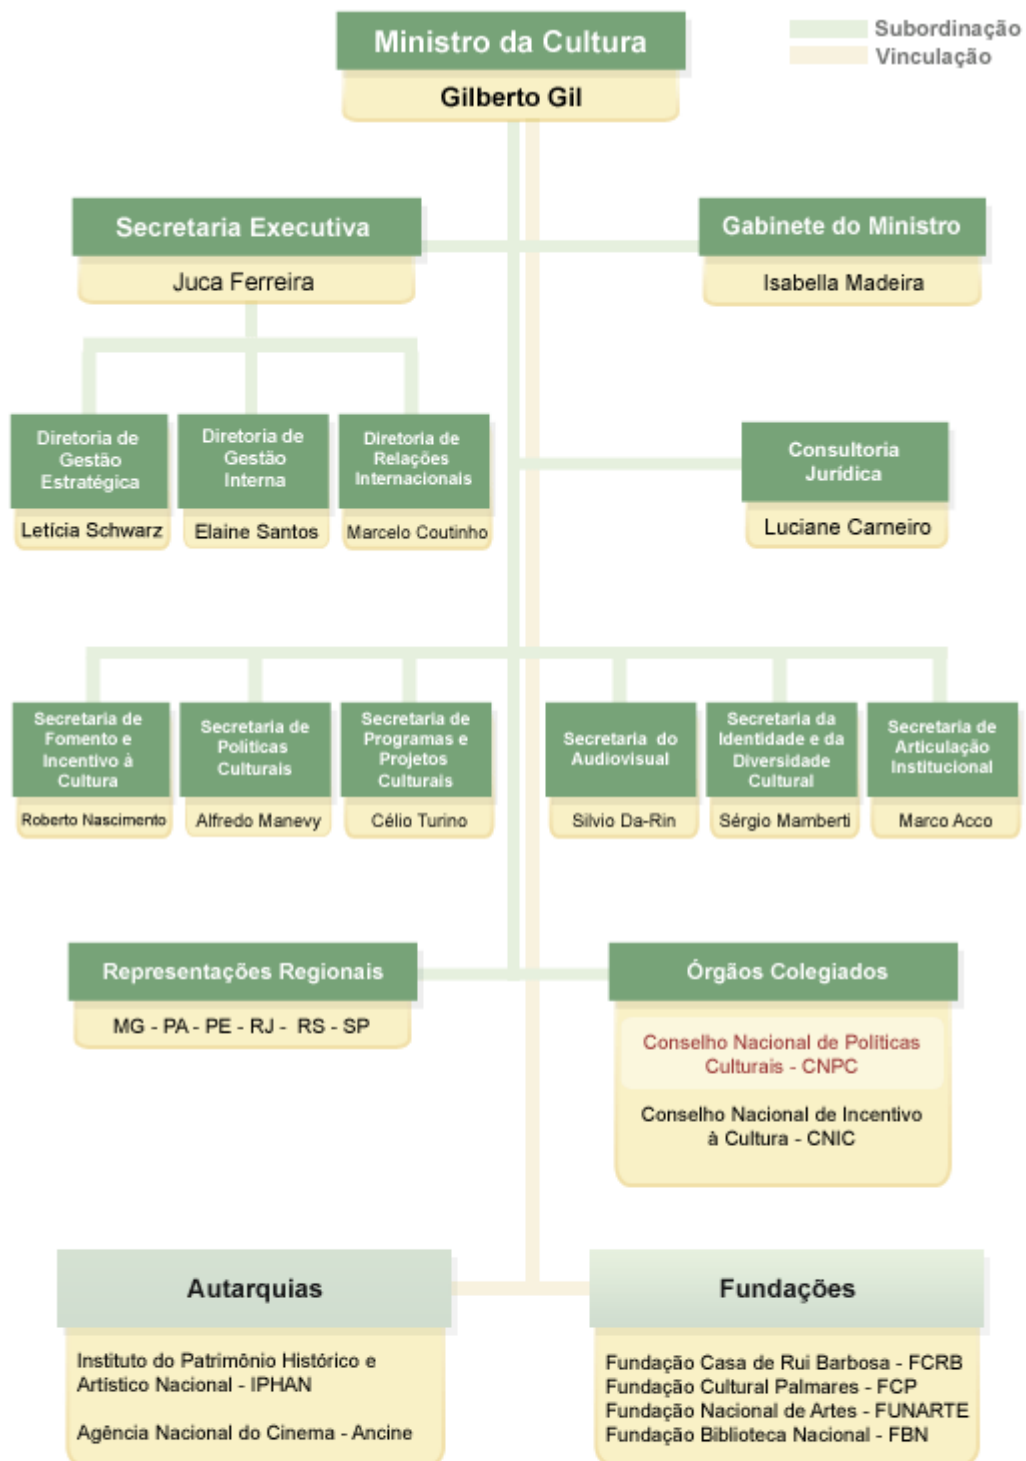 Ministro da Cultura
Gilberto Gil
Subordinação
Vinculação
Secretaria Executiva
Juca Ferreira
Gabinete do Ministro
Isabella Madeira
Diretoria de
Gestão
Estratégica
Letícia Schwarz
Diretoria de
Gestão
Interna
Elaine Santos
Diretoria de
Relações
Internacionais
Marcelo Coutinho
Consultoria
Jurídica
Luciane Carneiro
Secretaria de
Fomento e
Incentivo à
Cultura
Roberto Nascimento
Secretaria de
Políticas
Culturais
Alfredo Manevy
Secretaria de
Programas e
Projetos
Culturais
Célio Turino
Secretaria do
Audiovisual
Silvio Da-Rin
Secretaria da
Identidade e da
Diversidade
Cultural
Sérgio Mamberti
Secretaria de
Articulação
Institucional
Marco Acco
Representações Regionais
MG - PA - PE - RJ - RS - SP
Órgãos Colegiados
Conselho Nacional de Políticas
Culturais - CNPC
Conselho Nacional de Incentivo
à Cultura - CNIC
Autarquias
Instituto do Patrimônio Histórico e
Artístico Nacional - IPHAN
Agência Nacional do Cinema - Ancine
Fundações
Fundação Casa de Rui Barbosa - FCRB
Fundação Cultural Palmares - FCP
Fundação Nacional de Artes - FUNARTE
Fundação Biblioteca Nacional - FBN